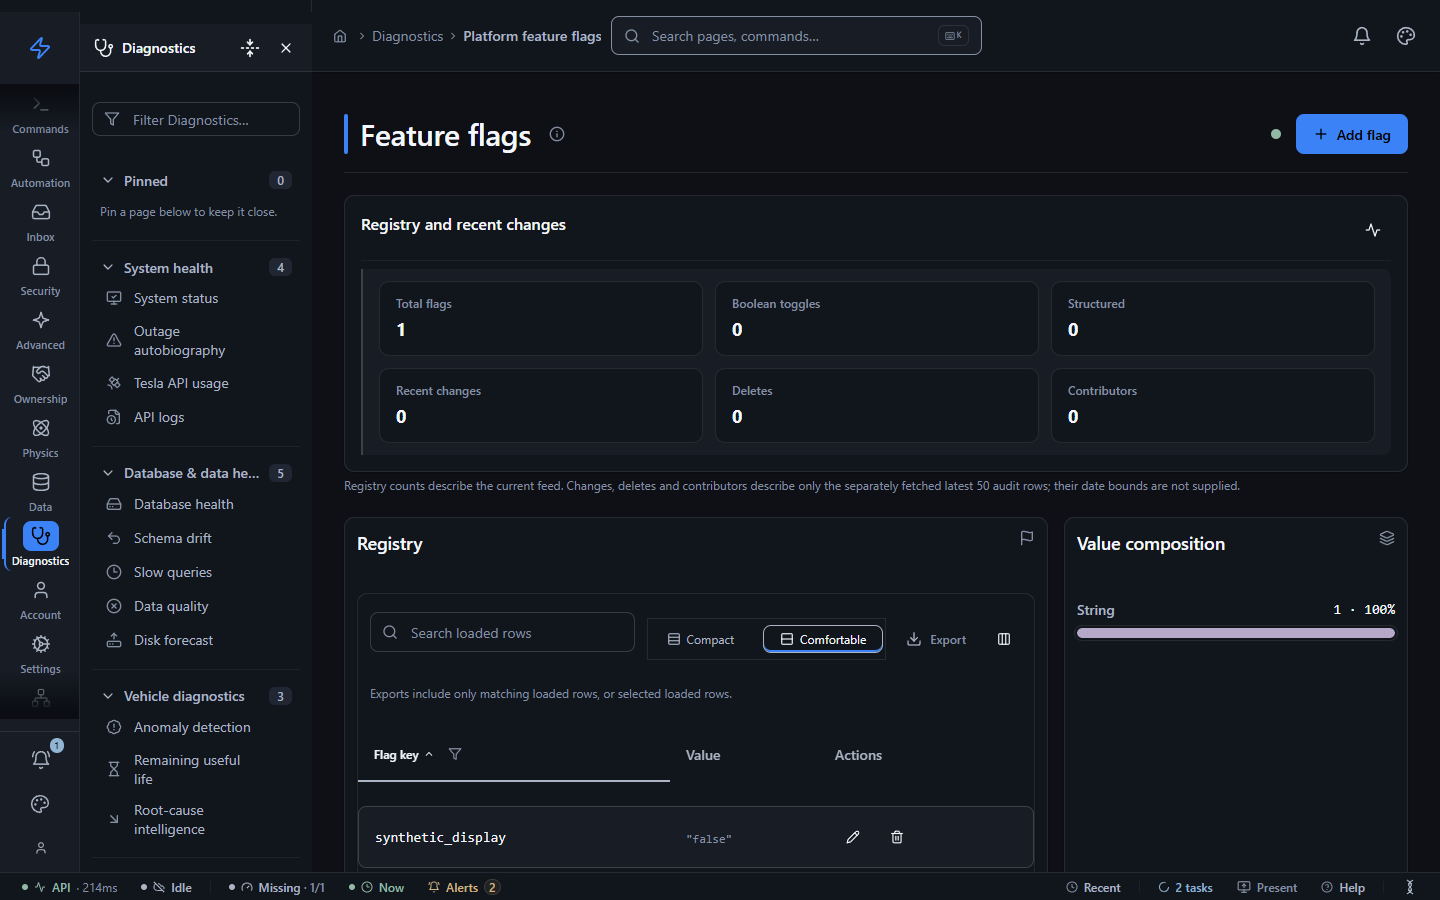 Commands
Automation
Inbox
Security
Advanced
Ownership
Physics
Data
Diagnostics
Account
Settings
1
Diagnostics
Filter Diagnostics...
Pinned 0
Pin a page below to keep it close.
System health 4
System status
Outage
autobiography
Tesla API usage
API logs
Database & data he... 5
Database health
Schema drift
Slow queries
Data quality
Disk forecast
Vehicle diagnostics 3
Anomaly detection
Remaining useful
life
Root-cause
intelligence
Diagnostics
Platform feature flags
Search pages, commands... K
Feature flags
Add flag
Registry and recent changes
Total flags
1
Boolean toggles
0
Structured
0
Recent changes
0
Deletes
0
Contributors
0
Registry counts describe the current feed. Changes, deletes and contributors describe only the separately fetched latest 50 audit rows; their date bounds are not supplied.
Registry
Search loaded rows
Compact
Comfortable
Export
Exports include only matching loaded rows, or selected loaded rows.
Flag key
Value
Actions
synthetic_display
"false"
Value composition
String 1 · 100%
API · 214ms
Idle
Missing · 1/1
Now
Alerts 2
Recent
2 tasks
Present
Help